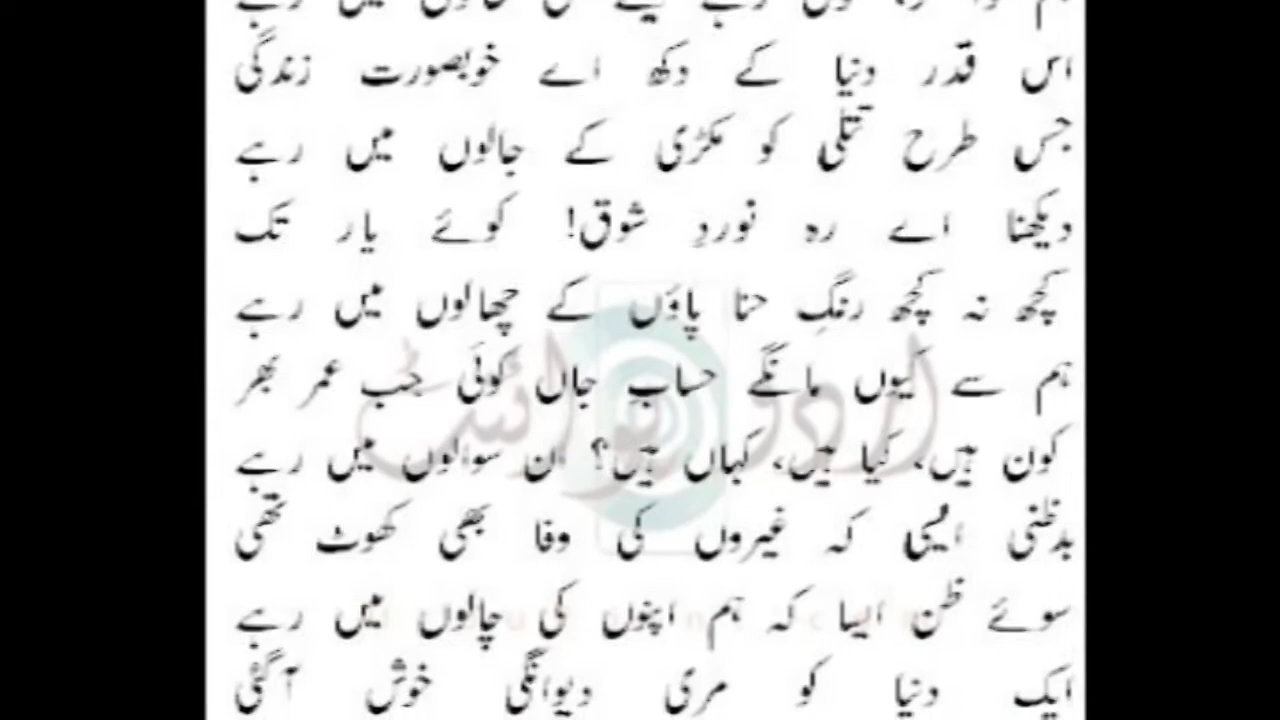 اس قدر دنیا کے دکھ اے خوبصورت زندگی
جس طرح تتلی کو مکڑی کے جالوں میں رہے
دیکھنا اے رہ نوردِ شوق! کوئے یار تک
کچھ نہ کچھ رنگِ حنا پاؤں کے چھالوں میں رہے
ہم سے کیوں مانگے حسابِ جاں کوئی جب عمر بھر
کون ہیں، کیا ہیں، کہاں ہیں؟ ان سوالوں میں رہے
بدظنی ایسی کہ غیروں کی وفا بھی کھوٹ تھی
سوئے ظن ایسا کہ ہم اپنوں کی چالوں میں رہے
ایک دنیا کو مری دیوانگی خوش آ گئی
اردو پوائنٹ